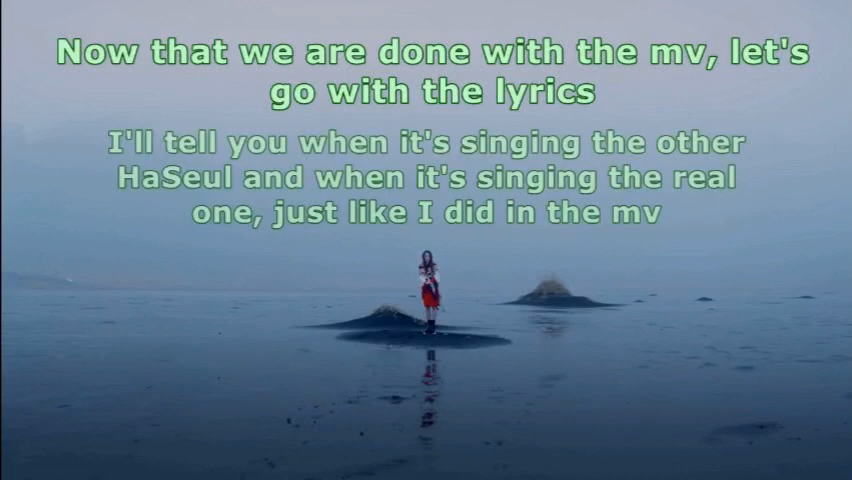 Now that we are done with the mv, let's
go with the lyrics
I'll tell you when it's singing the other
HaSeul and when it's singing the real
one, just like I did in the mv